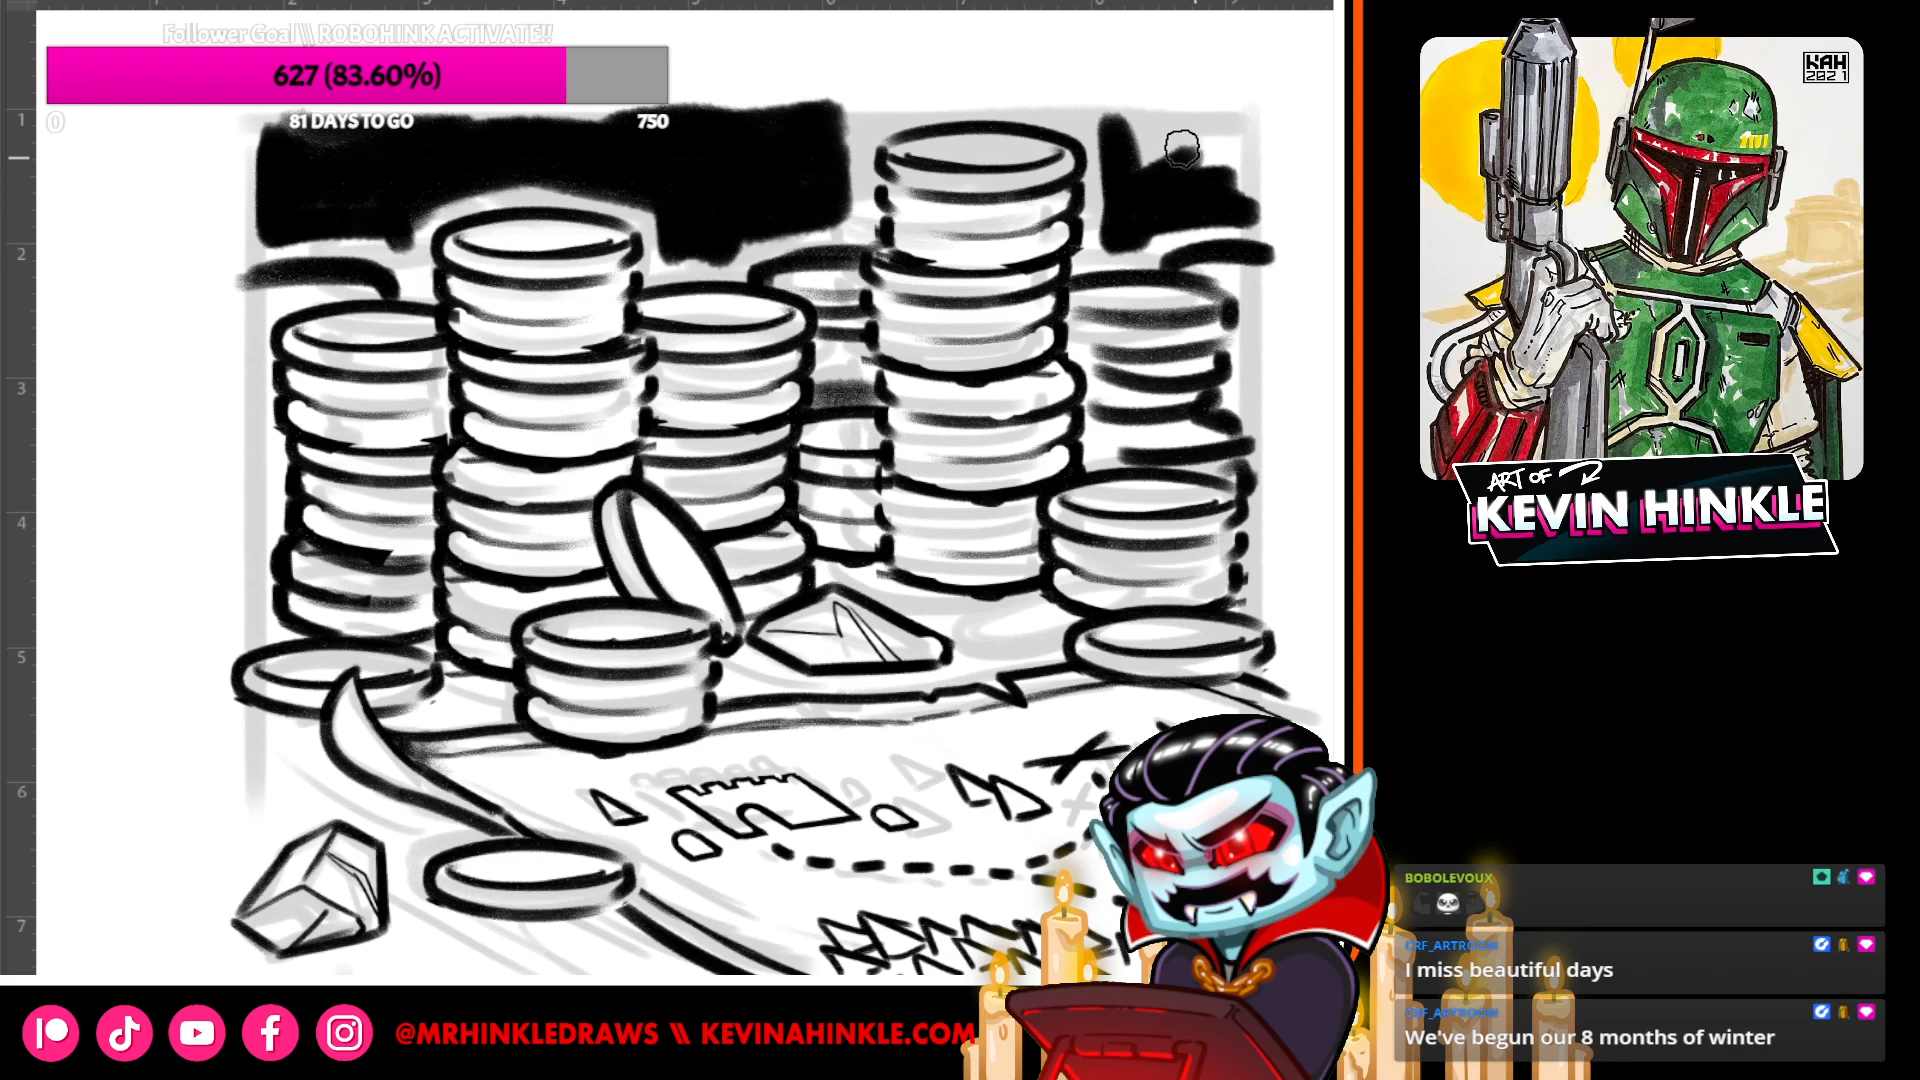 Follower Goal \\ ROBOHINK ACTIVATE!!
627 (83.60%)
0
81 DAYS TO GO
750
1
2
3
4
5
6
7
KAH
2021
ART OF
KEVIN HINKLE
BOBOLEVOUX
CRF_ARTROOM
I miss beautiful days
CRF_ARTROOM
We've begun our 8 months of winter
@MRHINKLEDRAWS \\ KEVINAHINKLE.COM